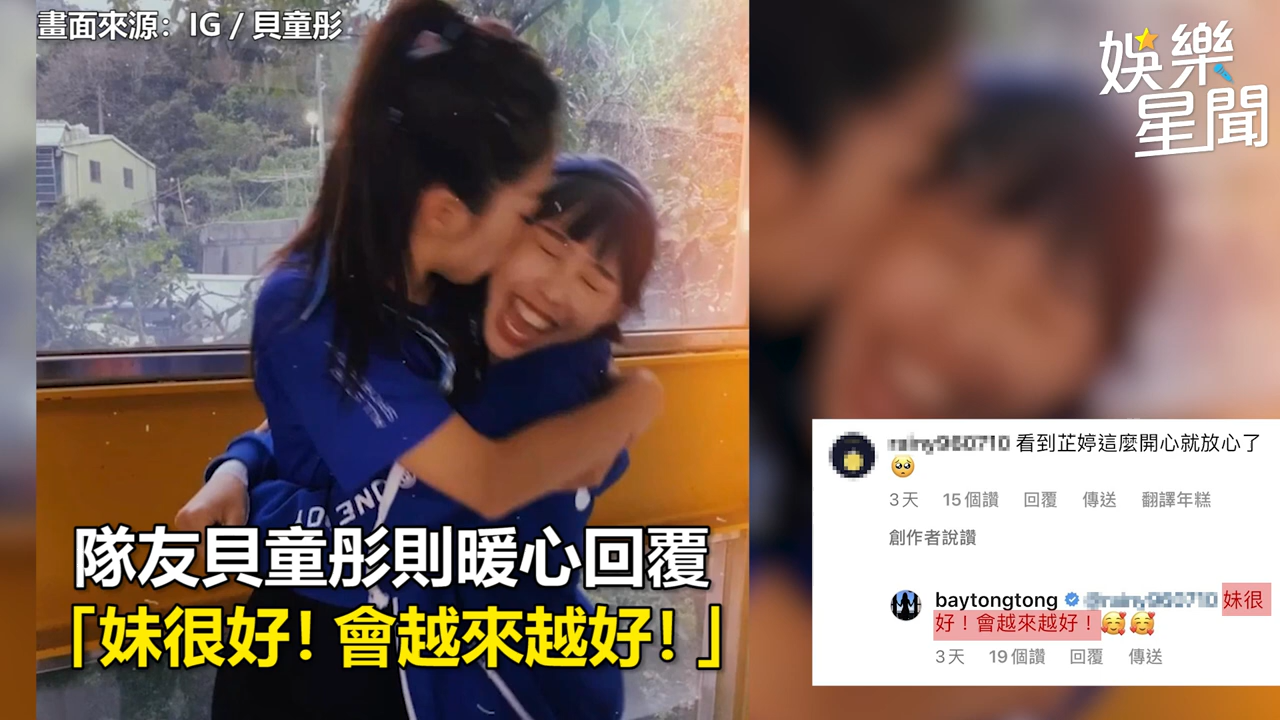 畫面來源：IG / 貝童彤
娛樂
星聞
隊友貝童彤則暖心回覆
「妹很好！會越來越好！」
看到芷婷這麼開心就放心了
3天 15個讚 回覆 傳送 翻譯年糕
創作者說讚
baytongtong 妹很
好！會越來越好！
3天 19個讚 回覆 傳送